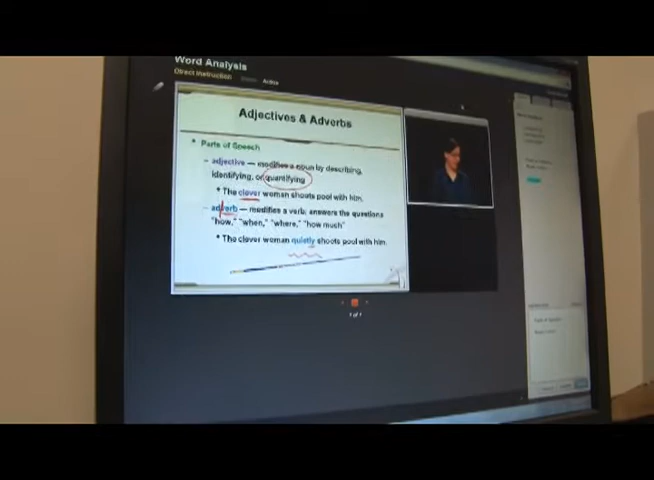 Word Analysis
Direct Instruction Active
Adjectives & Adverbs
• Parts of Speech
– adjective — modifies a noun by describing,
identifying, or quantifying
• The clever woman shoots pool with him.
– adverb — modifies a verb; answers the questions
"how," "when," "where," "how much"
• The clever woman quietly shoots pool with him.